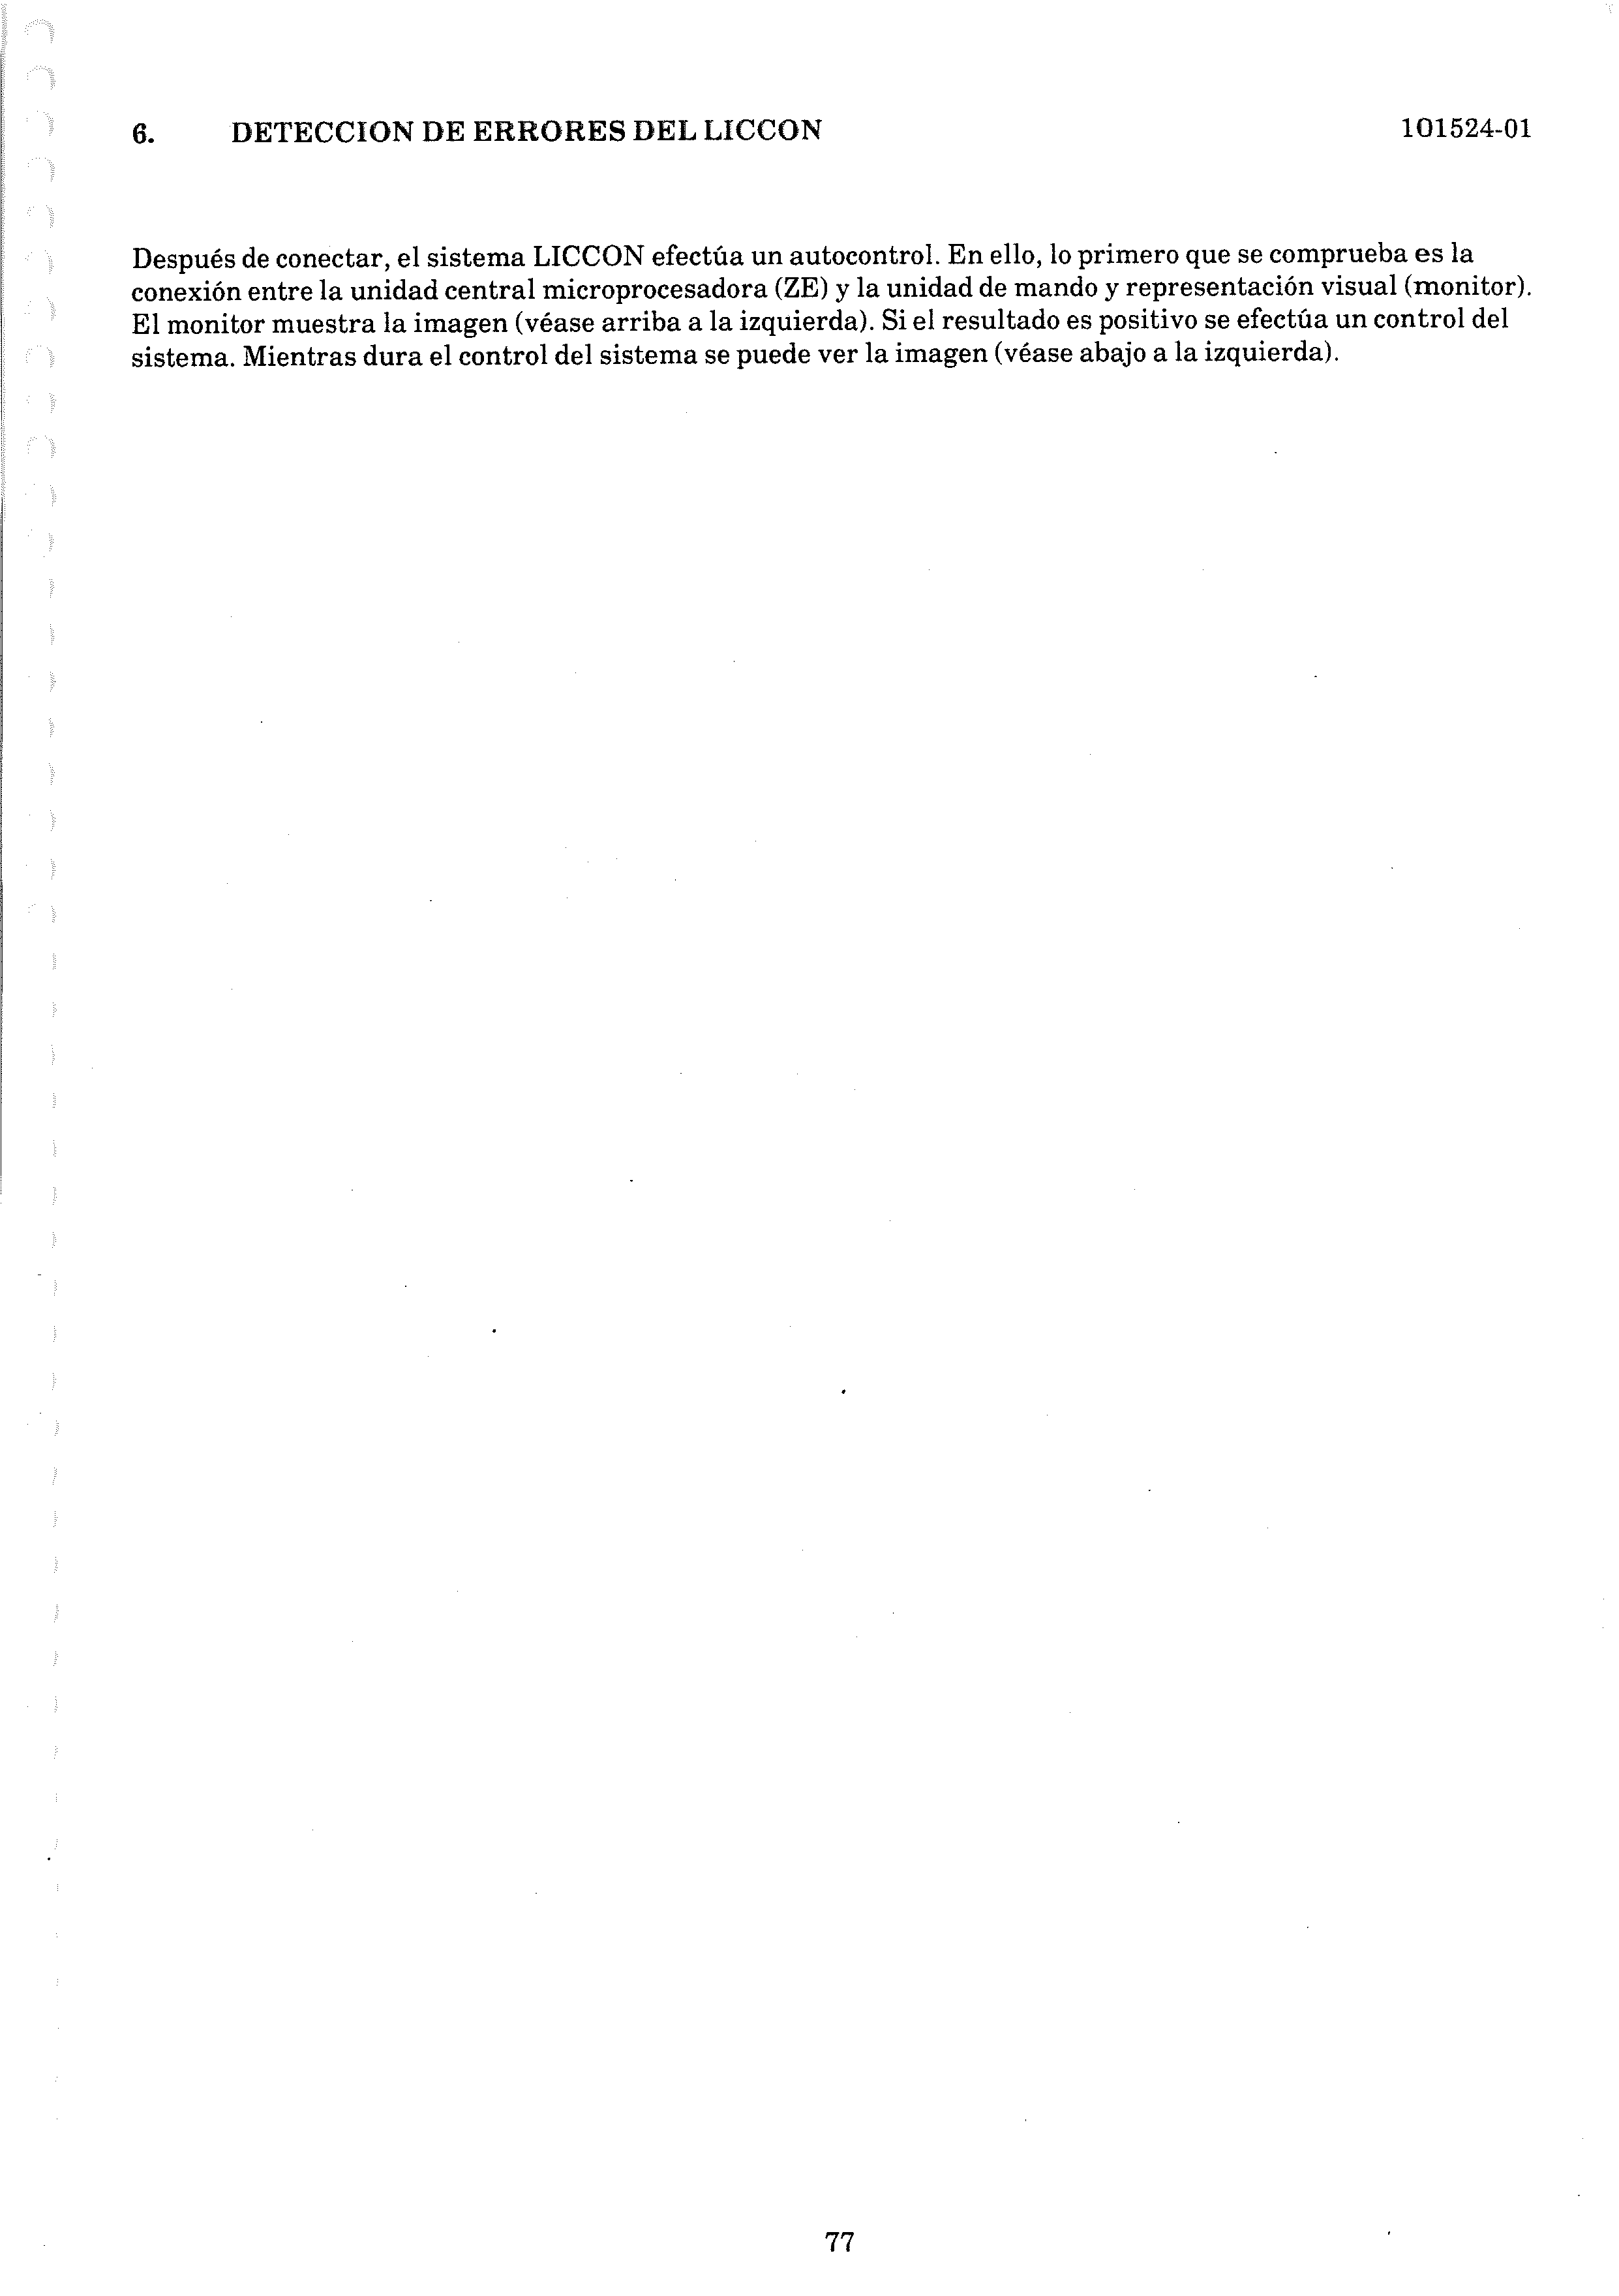 6. DETECCION DE ERRORES DEL LICCON 101524-01
Después de conectar, el sistema LICCON efectúa un autocontrol. En ello, lo primero que se comprueba es la
conexión entre la unidad central microprocesadora (ZE) y la unidad de mando y representación visual (monitor).
El monitor muestra la imagen (véase arriba a la izquierda). Si el resultado es positivo se efectúa un control del
sistema. Mientras dura el control del sistema se puede ver la imagen (véase abajo a la izquierda).
77